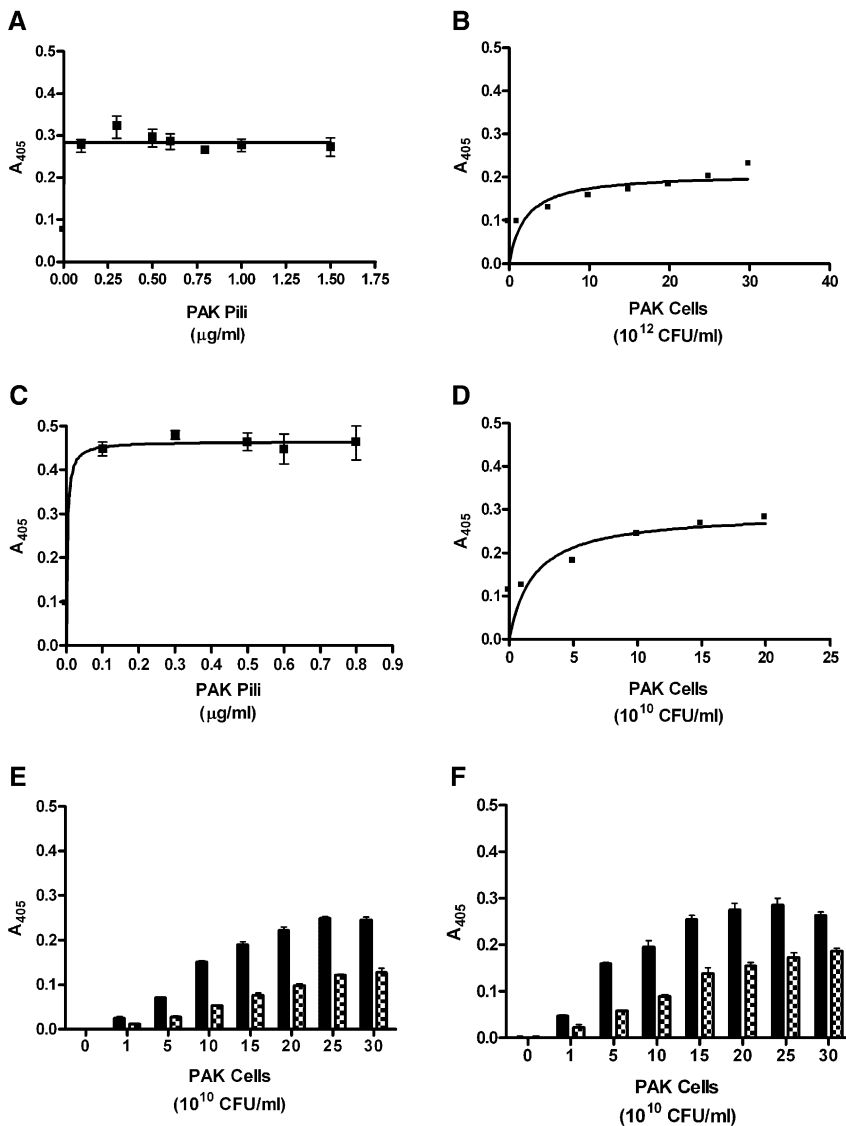 A
B
0.5
0.4
0.3
0.2
0.1
0.0
A405
0.00 0.25 0.50 0.75 1.00 1.25 1.50 1.75
PAK Pili
(μg/ml)
0.5
0.4
0.3
0.2
0.1
0.0
A405
0 10 20 30 40
PAK Cells
(10^12 CFU/ml)
C
D
0.5
0.4
0.3
0.2
0.1
0.0
A405
0.0 0.1 0.2 0.3 0.4 0.5 0.6 0.7 0.8 0.9
PAK Pili
(μg/ml)
0.5
0.4
0.3
0.2
0.1
0.0
A405
0 5 10 15 20 25
PAK Cells
(10^10 CFU/ml)
E
F
0.5
0.4
0.3
0.2
0.1
0.0
A405
0 1 5 10 15 20 25 30
PAK Cells
(10^10 CFU/ml)
0.5
0.4
0.3
0.2
0.1
0.0
A405
0 1 5 10 15 20 25 30
PAK Cells
(10^10 CFU/ml)